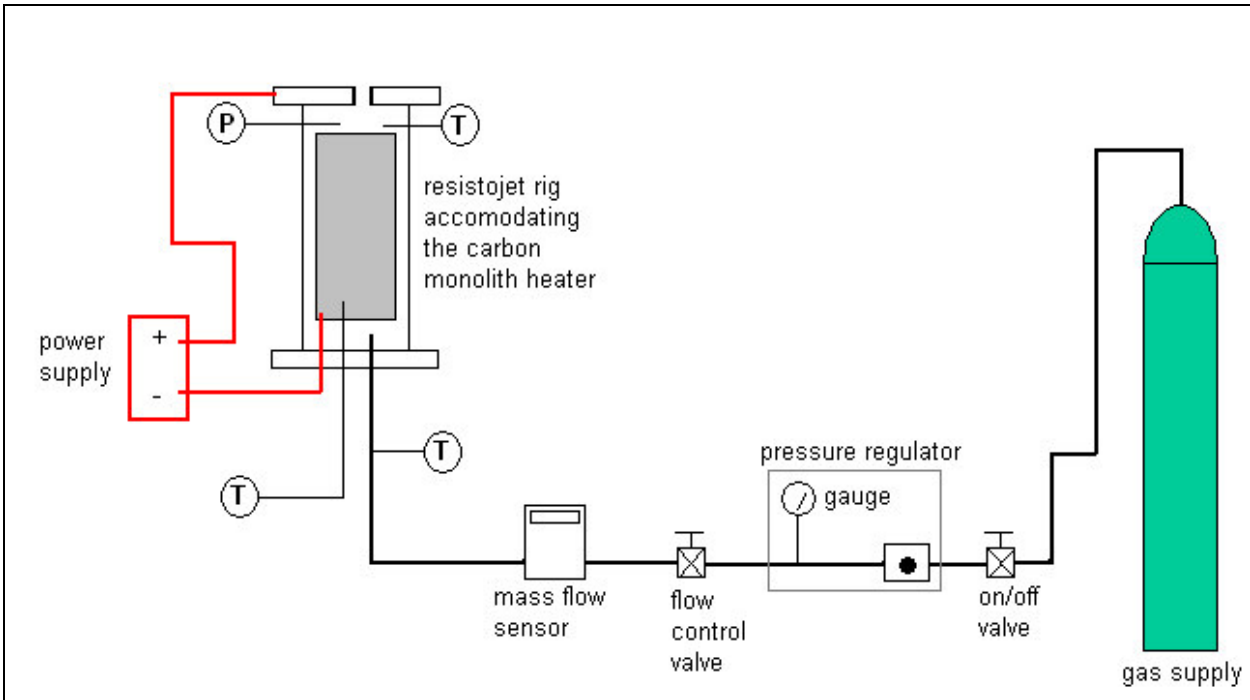 P
T
resistojet rig
accomodating
the carbon
monolith heater
power
supply
+
-
T
T
pressure regulator
gauge
mass flow
sensor
flow
control
valve
on/off
valve
gas supply